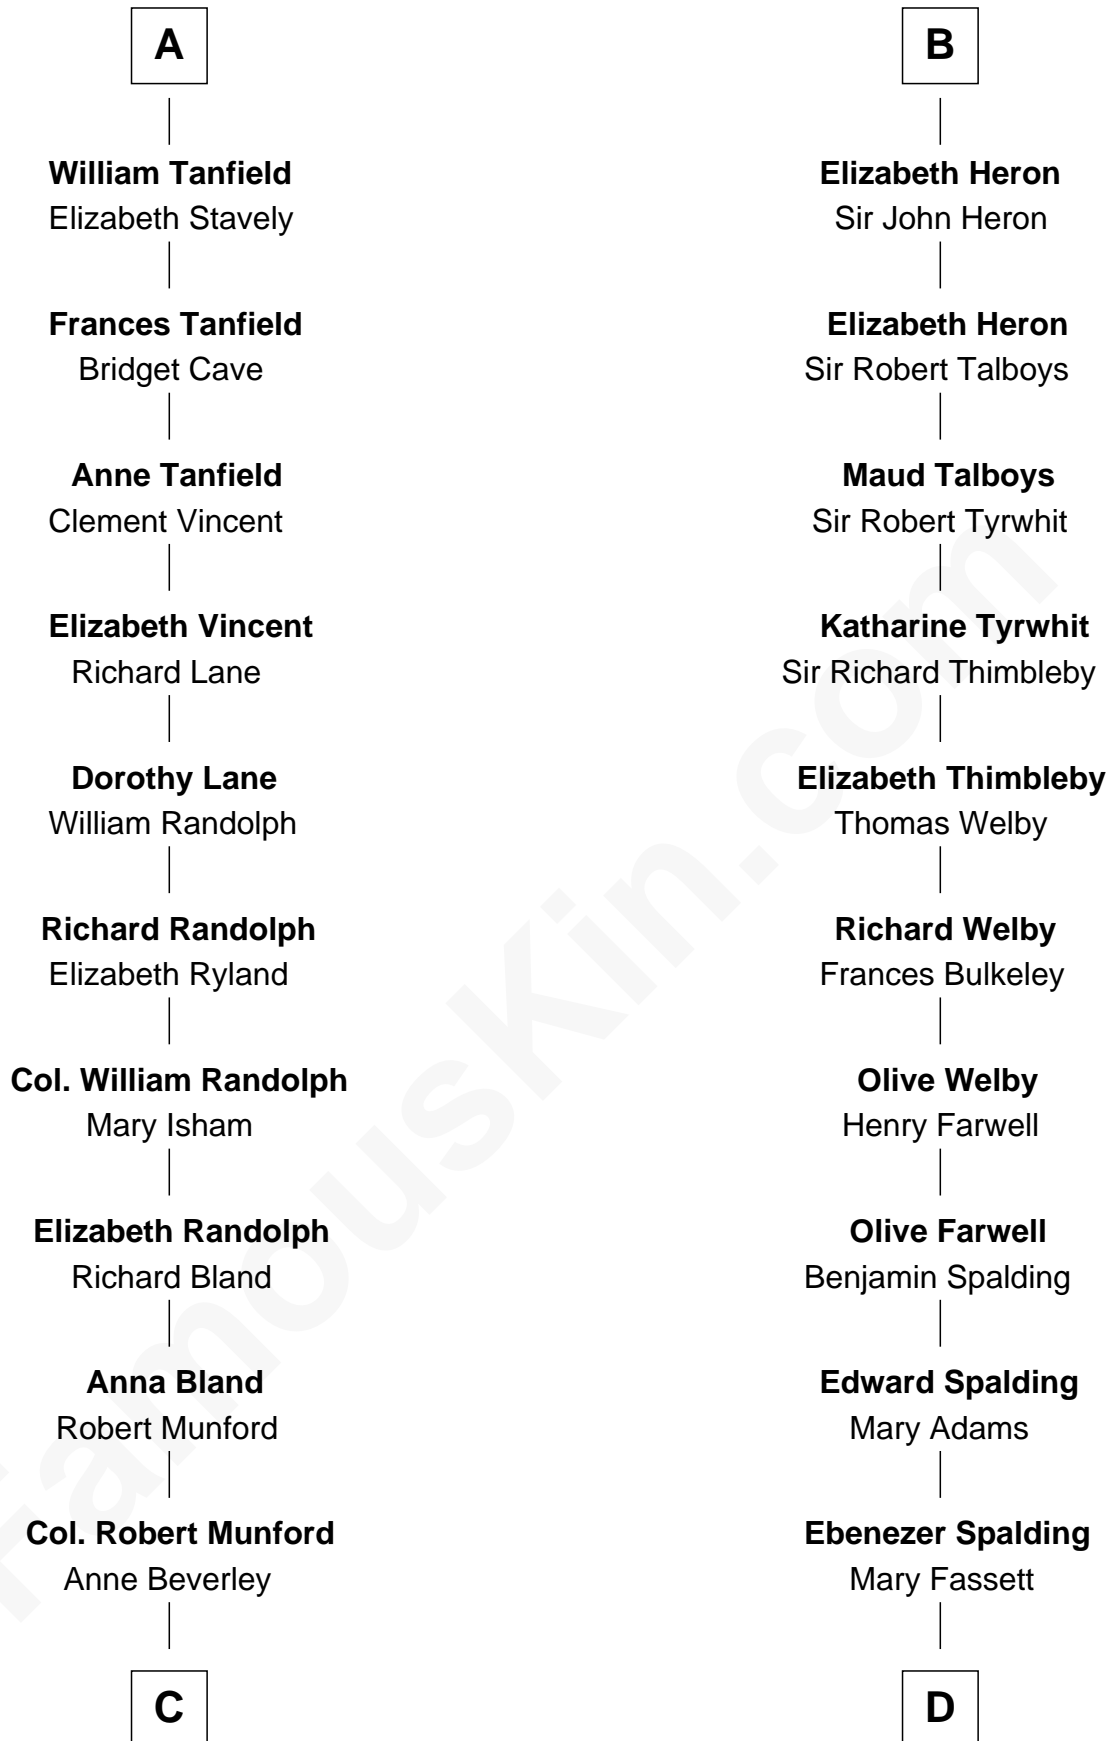 A
William Tanfield
Elizabeth Stavely
Frances Tanfield
Bridget Cave
Anne Tanfield
Clement Vincent
Elizabeth Vincent
Richard Lane
Dorothy Lane
William Randolph
Richard Randolph
Elizabeth Ryland
Col. William Randolph
Mary Isham
Elizabeth Randolph
Richard Bland
Anna Bland
Robert Munford
Col. Robert Munford
Anne Beverley
C
B
Elizabeth Heron
Sir John Heron
Elizabeth Heron
Sir Robert Talboys
Maud Talboys
Sir Robert Tyrwhit
Katharine Tyrwhit
Sir Richard Thimbleby
Elizabeth Thimbleby
Thomas Welby
Richard Welby
Frances Bulkeley
Olive Welby
Henry Farwell
Olive Farwell
Benjamin Spalding
Edward Spalding
Mary Adams
Ebenezer Spalding
Mary Fassett
D
FamousKin.com